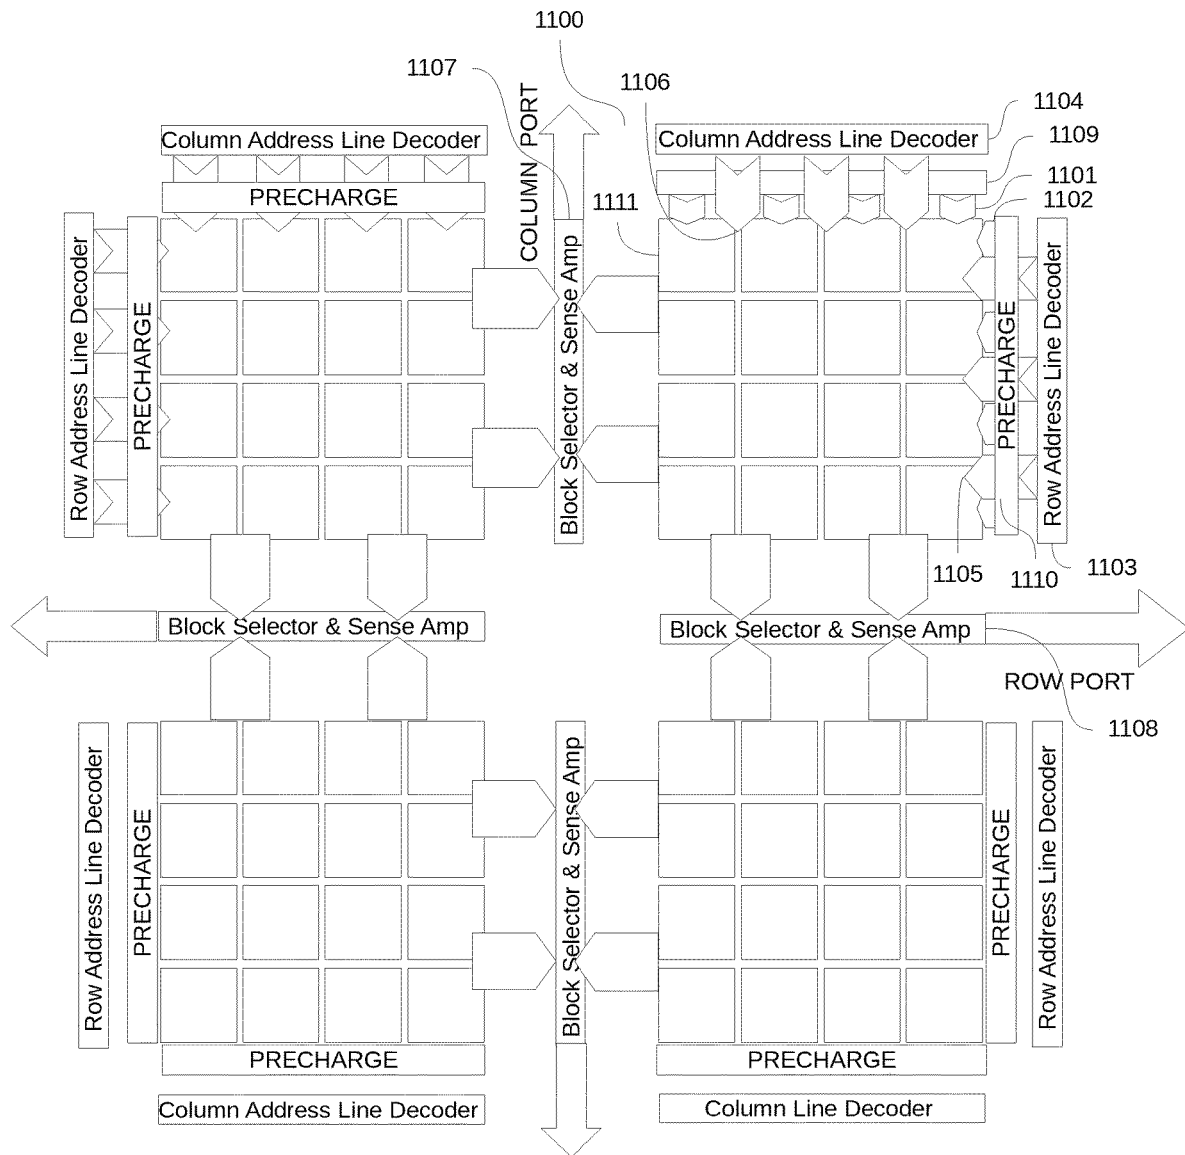 1100
1107
1106
1104
Column Address Line Decoder
COLUMN PORT
Column Address Line Decoder
1109
PRECHARGE
1101
1102
1111
Row Address Line Decoder
PRECHARGE
Block Selector & Sense Amp
PRECHARGE
Row Address Line Decoder
1105
1110
1103
Block Selector & Sense Amp
Block Selector & Sense Amp
ROW PORT
1108
Row Address Line Decoder
PRECHARGE
Block Selector & Sense Amp
PRECHARGE
Row Address Line Decoder
PRECHARGE
PRECHARGE
Column Address Line Decoder
Column Line Decoder